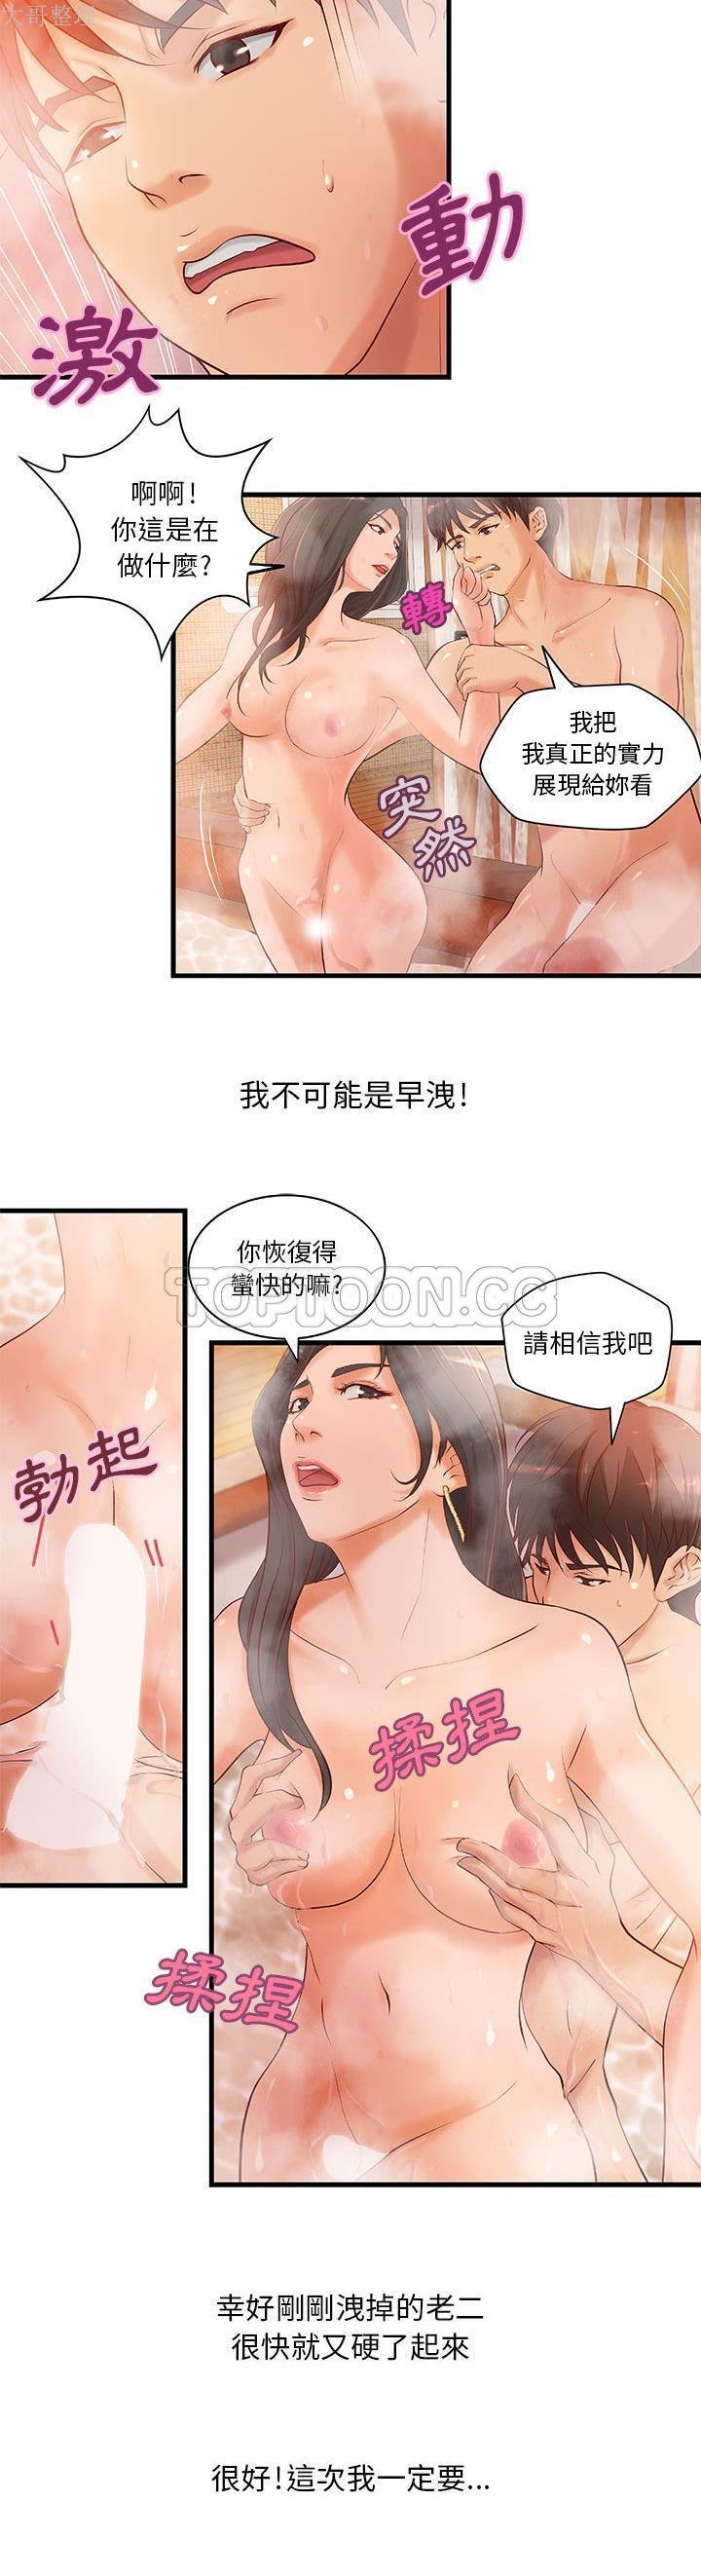 大哥整理
動
激
啊啊!
你這是在
做什麼?
轉
我把
我真正的實力
展現給妳看
突然
我不可能是早洩!
你恢復得
蠻快的嘛?
TOPTOON.CC
請相信我吧
勃起
揉捏
揉捏
幸好剛剛洩掉的老二
很快就又硬了起來
很好!這次我一定要...